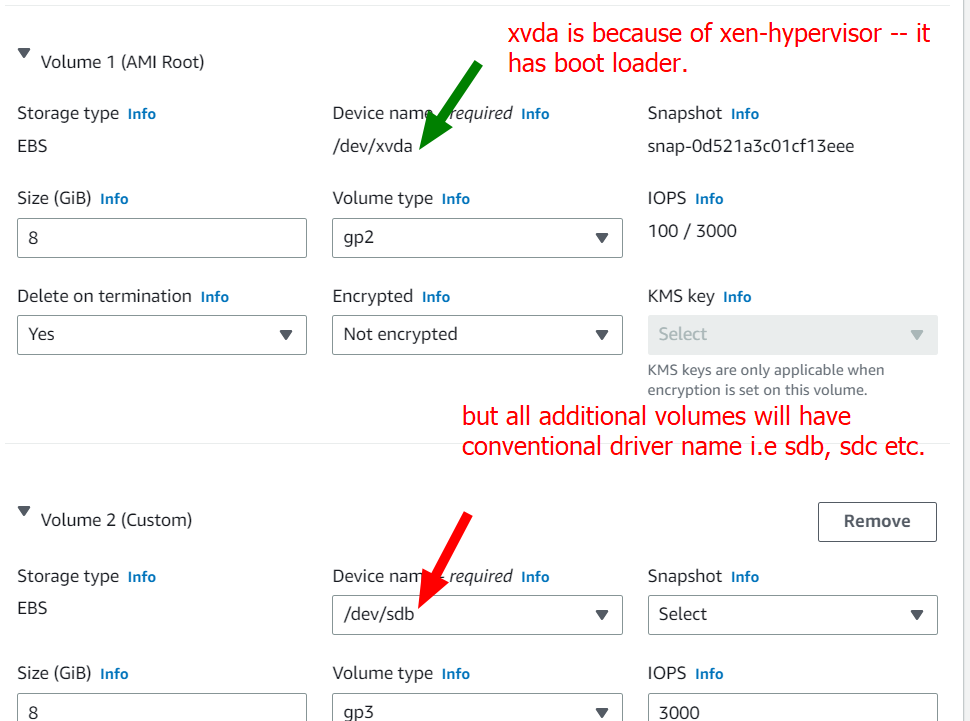 xvda is because of xen-hypervisor -- it
has boot loader.
Volume 1 (AMI Root)
Storage type Info
Device name - required Info
Snapshot Info
EBS
/dev/xvda
snap-0d521a3c01cf13eee
Size (GiB) Info
Volume type Info
IOPS Info
8
gp2
100 / 3000
Delete on termination Info
Encrypted Info
KMS key Info
Yes
Not encrypted
Select
KMS keys are only applicable when
encryption is set on this volume.
but all additional volumes will have
conventional driver name i.e sdb, sdc etc.
Volume 2 (Custom)
Remove
Storage type Info
Device name - required Info
Snapshot Info
EBS
/dev/sdb
Select
Size (GiB) Info
Volume type Info
IOPS Info
8
gp3
3000